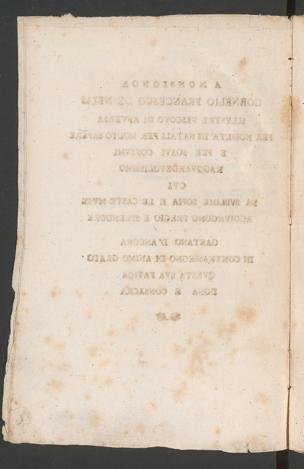 A MONSIGNOR
CORNELIO FRANCESCO DE NELIS
ILLUSTRE VESCOVO DI ANVERSA
PER NOBILTÀ DI NATALI PER MOLTO SAPERE
E PER SOAVI COSTUMI
RAGGUARDEVOLISSIMO
CUI
LA SUBLIME SOFIA E LE CASTE MUSE
AGGIUNGONO PREGIO E SPLENDORE
GAETANO D'ANCORA
IN CONTRASSEGNO DI ANIMO GRATO
QUESTA SUA FATICA
DONA E CONSACRA